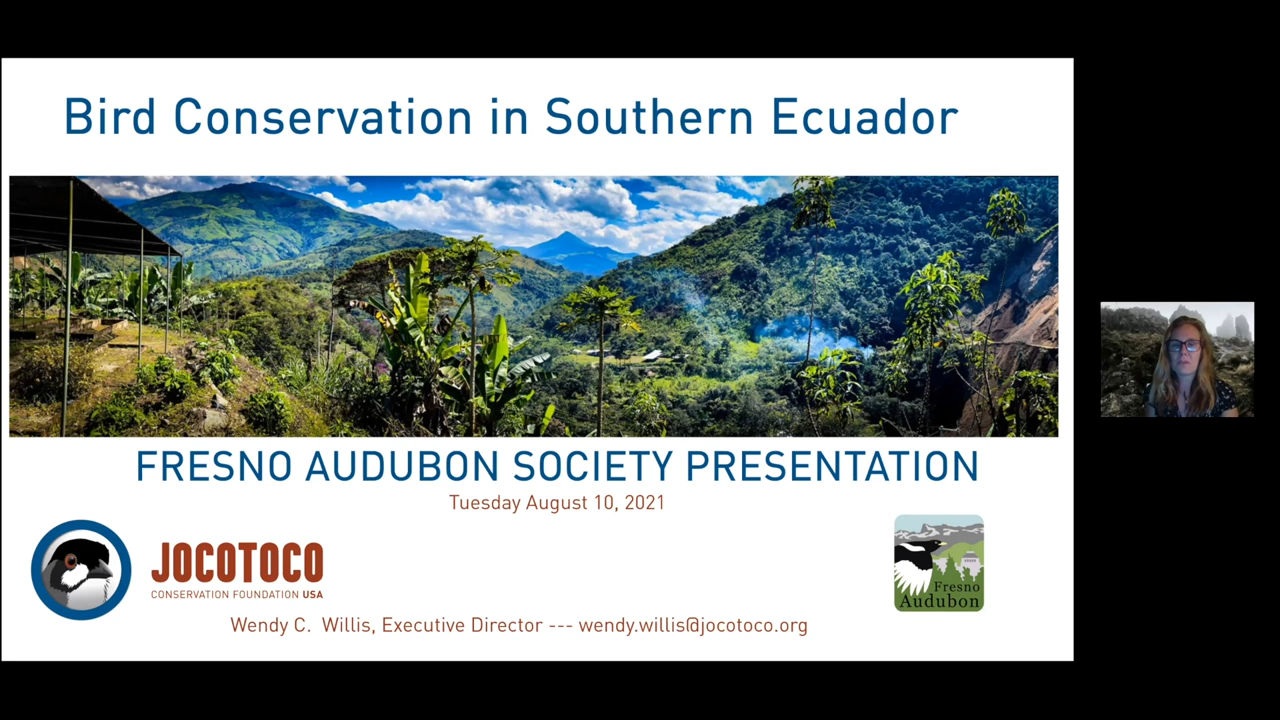 Bird Conservation in Southern Ecuador
FRESNO AUDUBON SOCIETY PRESENTATION
Tuesday August 10, 2021
JOCOTOCO
CONSERVATION FOUNDATION USA
Fresno
Audubon
Wendy C.  Willis, Executive Director --- wendy.willis@jocotoco.org